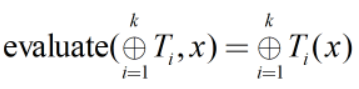 evaluate(⊕_{i=1}^{k} T_i, x) = ⊕_{i=1}^{k} T_i(x)